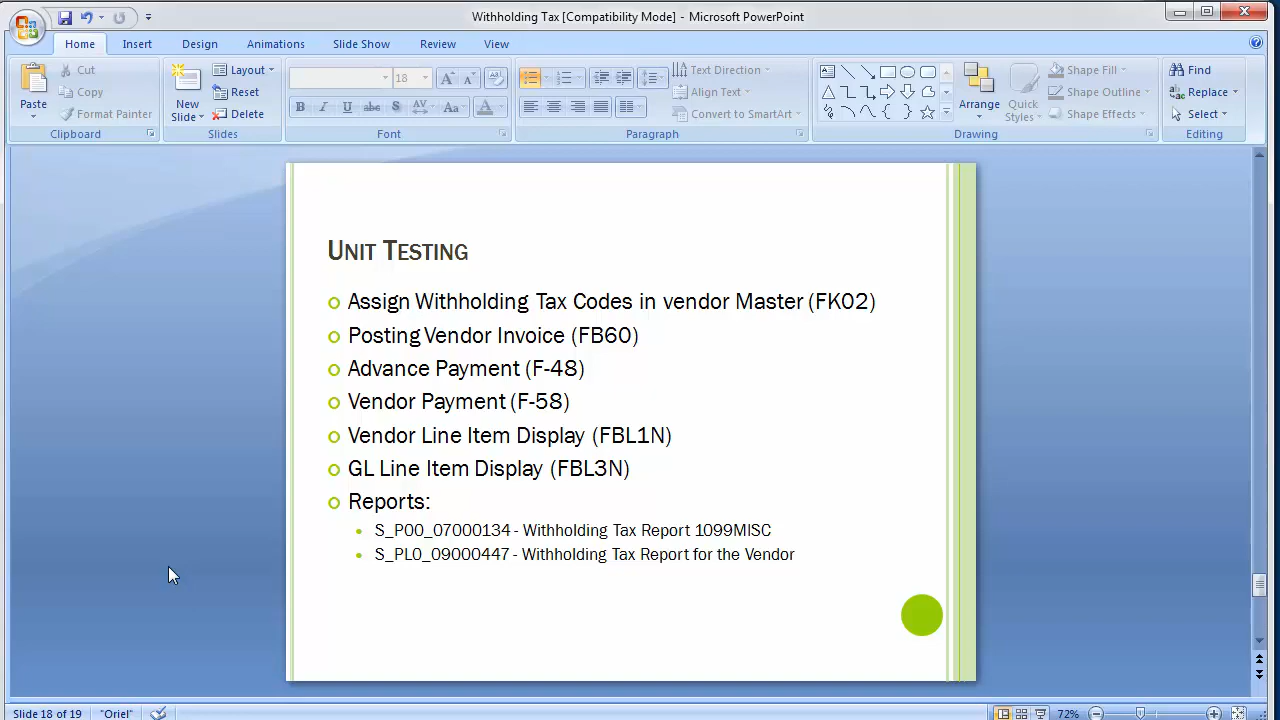 Withholding Tax [Compatibility Mode] - Microsoft PowerPoint
Home Insert Design Animations Slide Show Review View
Paste
Cut
Copy
Format Painter
Clipboard
New Slide
Layout
Reset
Delete
Slides
18
B I U abc S AV Aa A
Font
Text Direction
Align Text
Convert to SmartArt
Paragraph
Arrange
Quick Styles
Shape Fill
Shape Outline
Shape Effects
Drawing
Find
Replace
Select
Editing
UNIT TESTING
Assign Withholding Tax Codes in vendor Master (FK02)
Posting Vendor Invoice (FB60)
Advance Payment (F-48)
Vendor Payment (F-58)
Vendor Line Item Display (FBL1N)
GL Line Item Display (FBL3N)
Reports:
S_P00_07000134 - Withholding Tax Report 1099MISC
S_PL0_09000447 - Withholding Tax Report for the Vendor
Slide 18 of 19 "Oriel" 72%